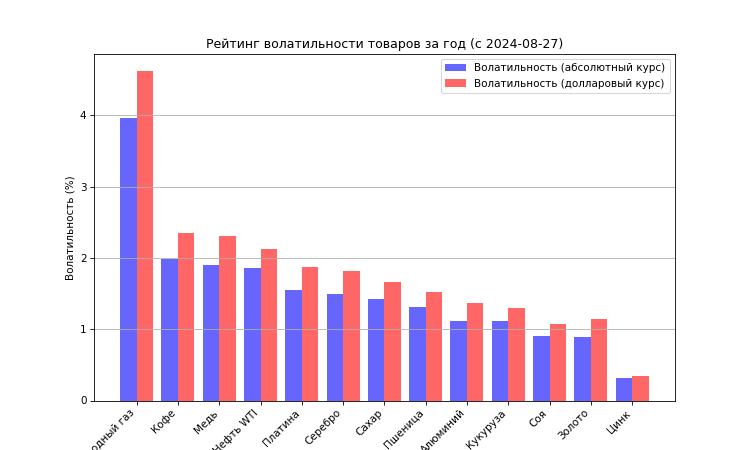 Рейтинг волатильности товаров за год (с 2024-08-27)
Волатильность (абсолютный курс)
Волатильность (долларовый курс)
Волатильность (%)
4
3
2
1
0
одный газ
Кофе
Медь
Нефть WTI
Платина
Серебро
Сахар
Пшеница
Алюминий
Кукуруза
Соя
Золото
Цинк